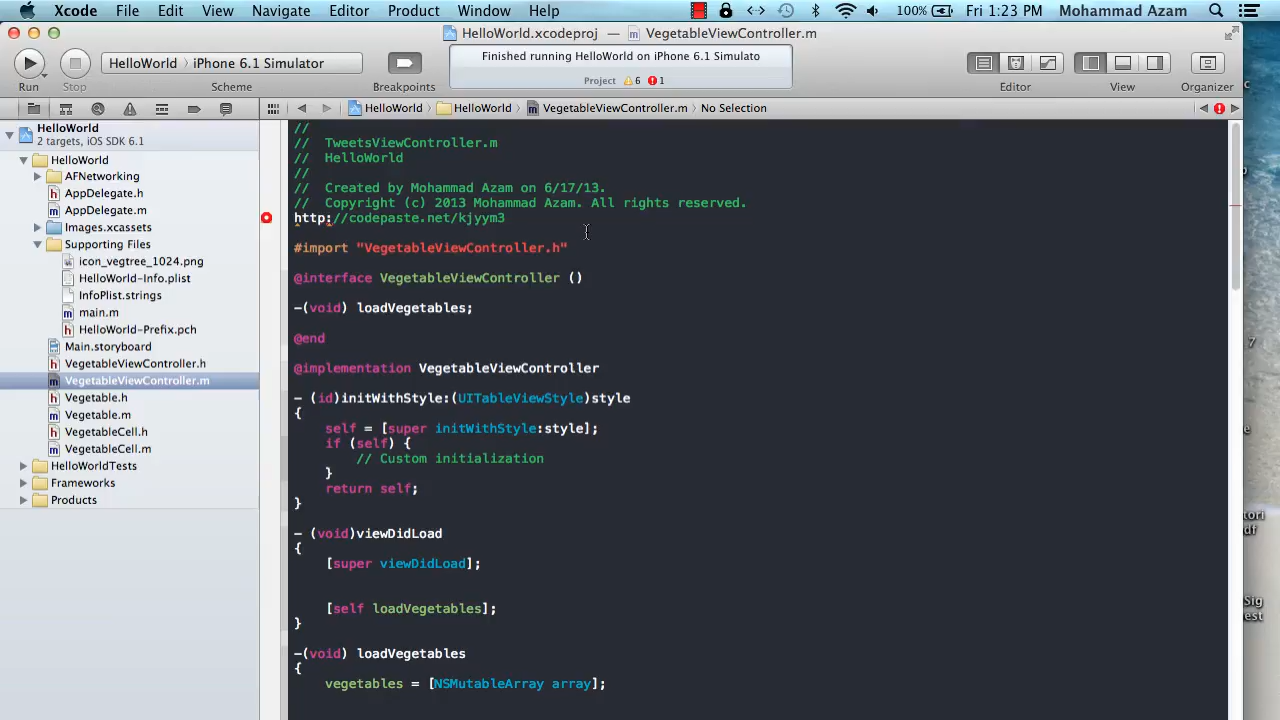 Xcode File Edit View Navigate Editor Product Window Help 100% Fri 1:23 PM Mohammad Azam
HelloWorld.xcodeproj — VegetableViewController.m
HelloWorld iPhone 6.1 Simulator
Finished running HelloWorld on iPhone 6.1 Simulato
Project 6 1
Run Stop Scheme Breakpoints Editor View Organizer
HelloWorld HelloWorld VegetableViewController.m No Selection
HelloWorld
2 targets, iOS SDK 6.1
HelloWorld
AFNetworking
AppDelegate.h
AppDelegate.m
Images.xcassets
Supporting Files
icon_vegtree_1024.png
HelloWorld-Info.plist
InfoPlist.strings
main.m
HelloWorld-Prefix.pch
Main.storyboard
VegetableViewController.h
VegetableViewController.m
Vegetable.h
Vegetable.m
VegetableCell.h
VegetableCell.m
HelloWorldTests
Frameworks
Products
//
// TweetsViewController.m
// HelloWorld
//
// Created by Mohammad Azam on 6/17/13.
// Copyright (c) 2013 Mohammad Azam. All rights reserved.
http://codepaste.net/kjyym3
#import "VegetableViewController.h"
@interface VegetableViewController ()
-(void) loadVegetables;
@end
@implementation VegetableViewController
- (id)initWithStyle:(UITableViewStyle)style
{
self = [super initWithStyle:style];
if (self) {
// Custom initialization
}
return self;
}
- (void)viewDidLoad
{
[super viewDidLoad];
[self loadVegetables];
}
-(void) loadVegetables
{
vegetables = [NSMutableArray array];
7